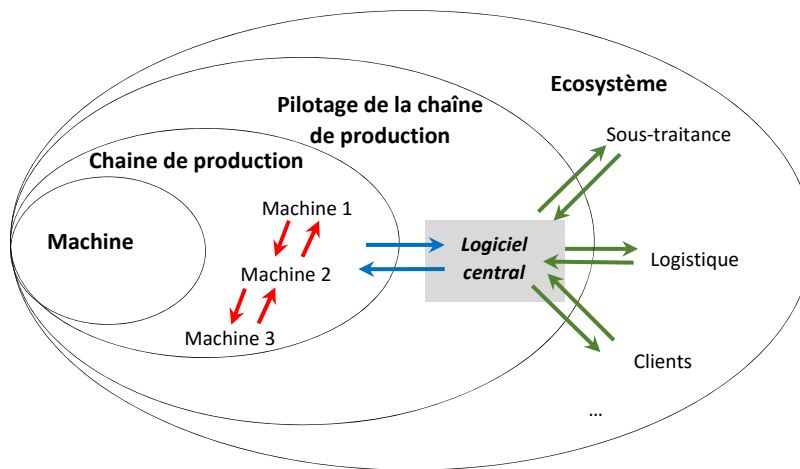 Ecosystème
Pilotage de la chaîne
de production
Sous-traitance
Chaine de production
Machine 1
Machine
Logiciel
central
Logistique
Machine 2
Machine 3
Clients
...